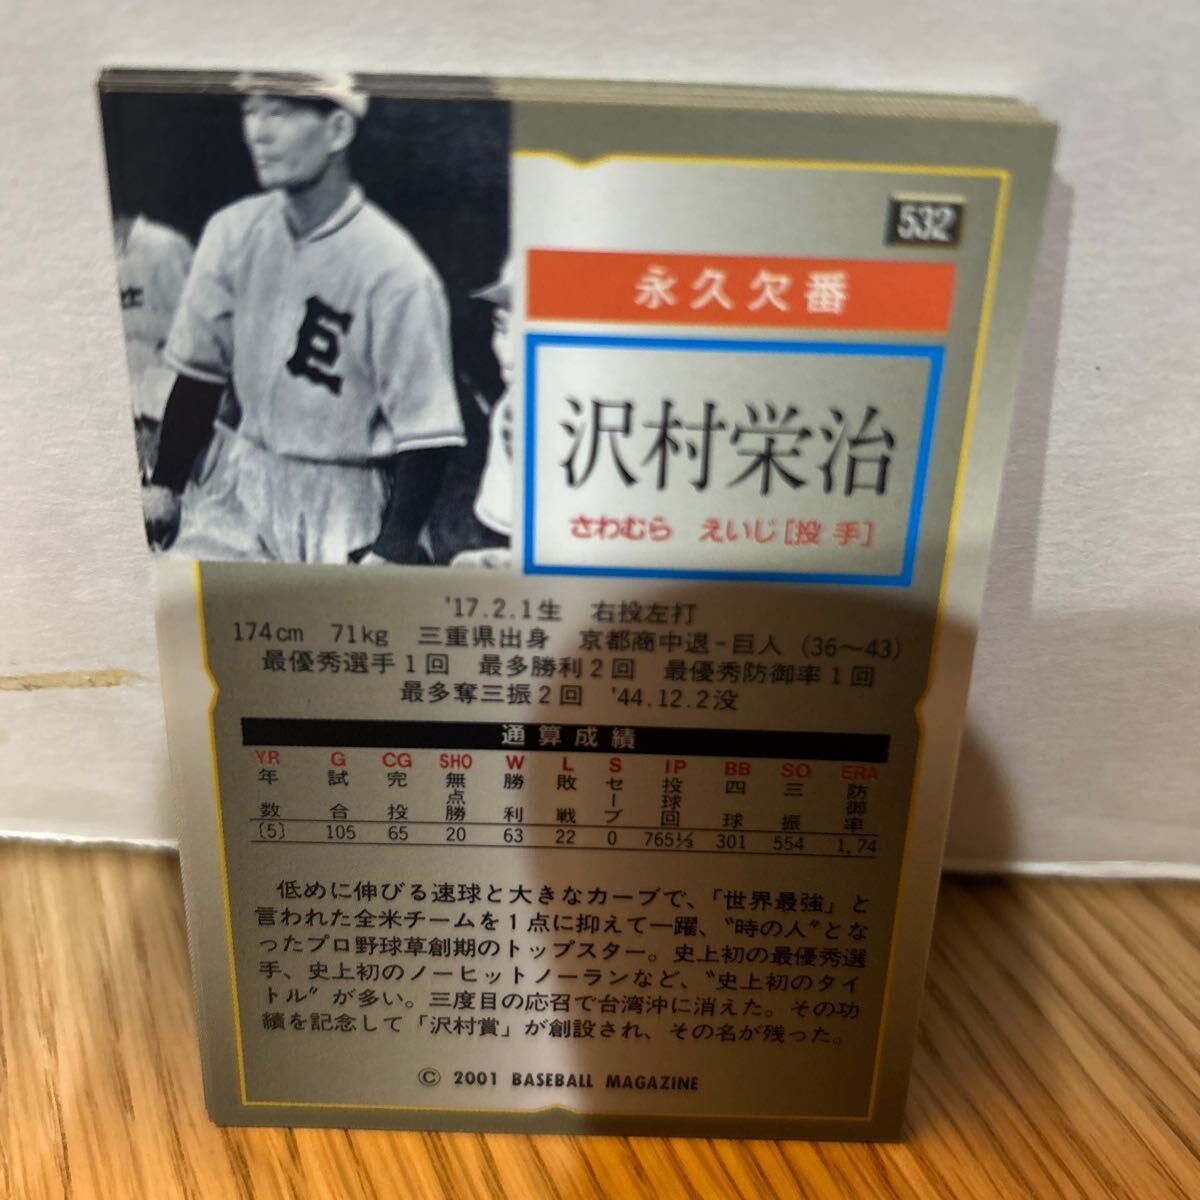 532
永久欠番
巨
沢村栄治
さわむら えいじ[投 手]
'17.2.1生 右投左打
174cm 71kg 三重県出身 京都商中退-巨人 (36〜43)
最優秀選手1回 最多勝利2回 最優秀防御率1回
最多奪三振2回 '44.12.2没
通算成績
YR G CG SHO W L S IP BB SO ERA
年数 試合 完投 無点勝 勝利 敗戦 セーブ 投球回 四球 三振 防御率
〔5〕 105 65 20 63 22 0 765⅓ 301 554 1.74
低めに伸びる速球と大きなカーブで、「世界最強」と
言われた全米チームを1点に抑えて一躍、“時の人”とな
ったプロ野球草創期のトップスター。史上初の最優秀選
手、史上初のノーヒットノーランなど、“史上初のタイ
トル”が多い。三度目の応召で台湾沖に消えた。その功
績を記念して「沢村賞」が創設され、その名が残った。
© 2001 BASEBALL MAGAZINE